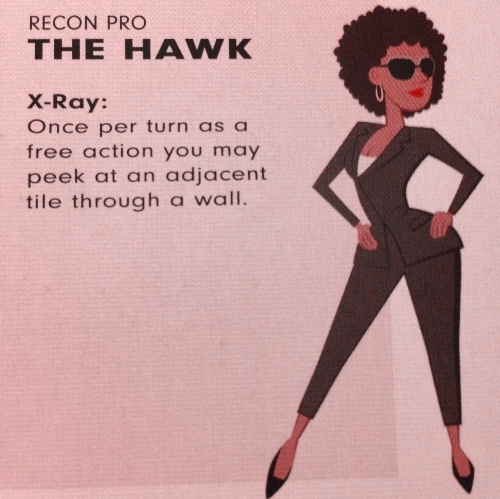 RECON PRO
THE HAWK
X-Ray:
Once per turn as a
free action you may
peek at an adjacent
tile through a wall.